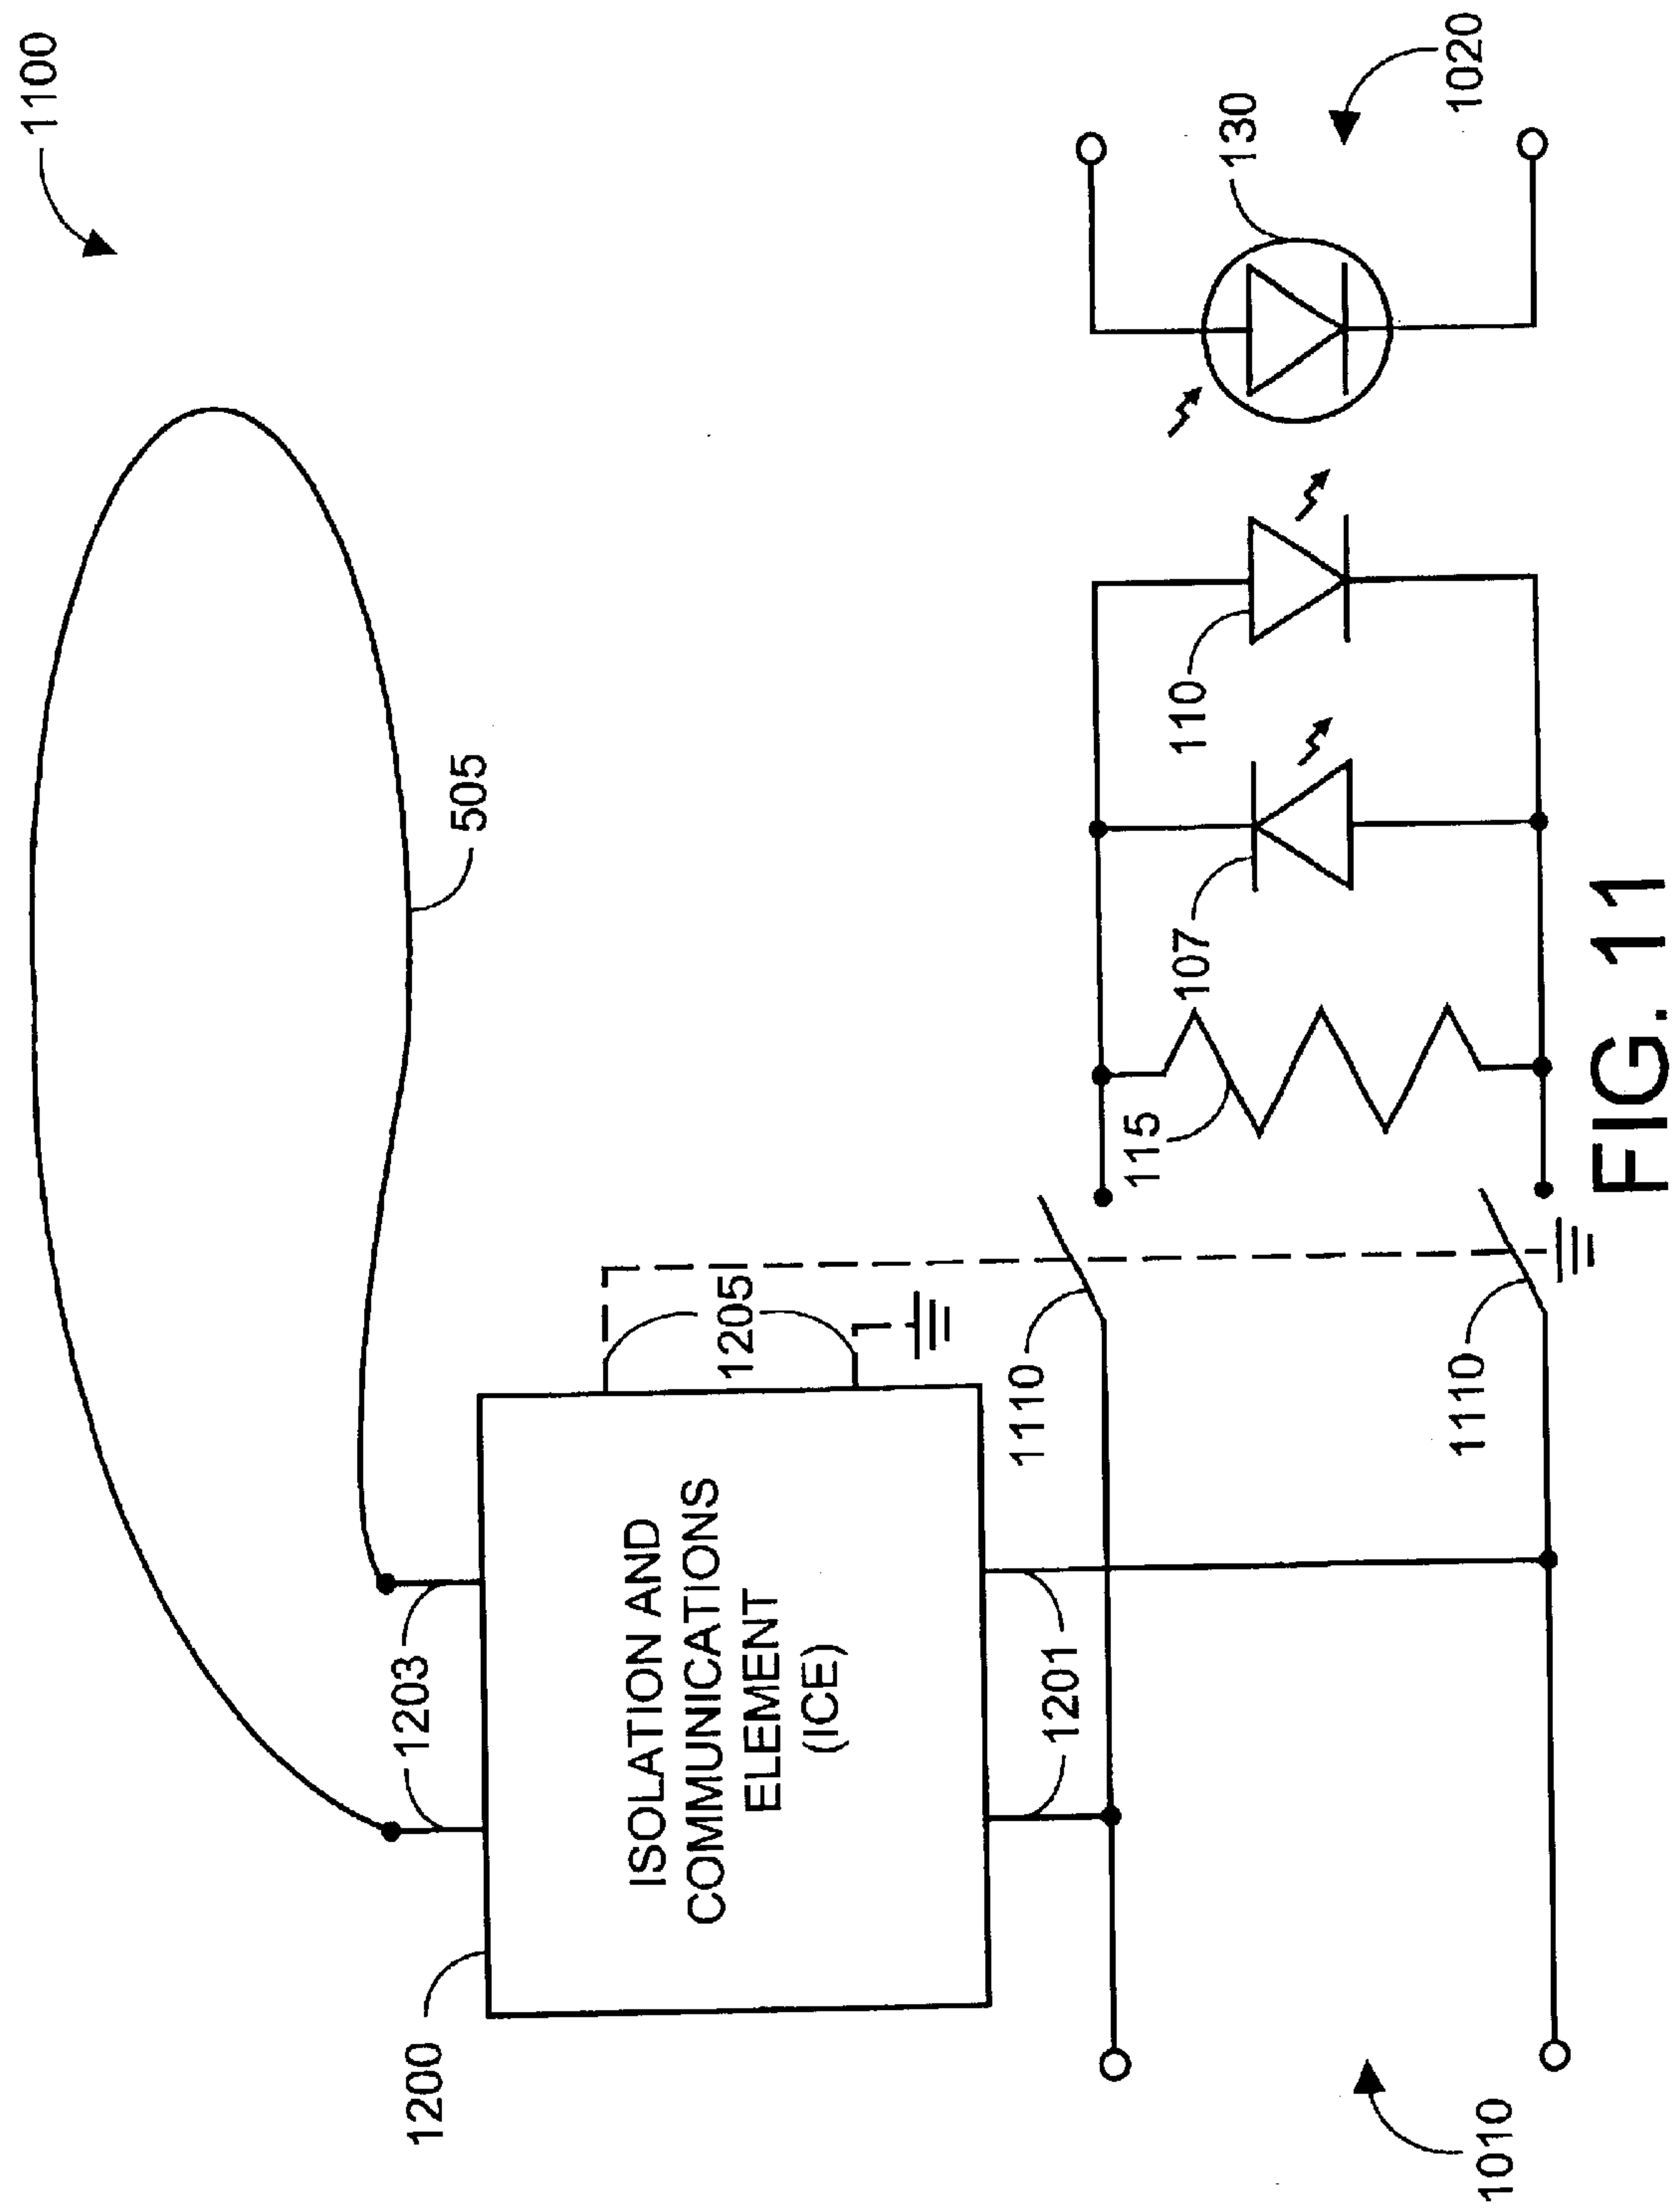 1100
505
1203
1200
ISOLATION AND
COMMUNICATIONS
ELEMENT
(ICE)
1205
1201
1110
1110
115
107
110
130
1010
1020
FIG. 11